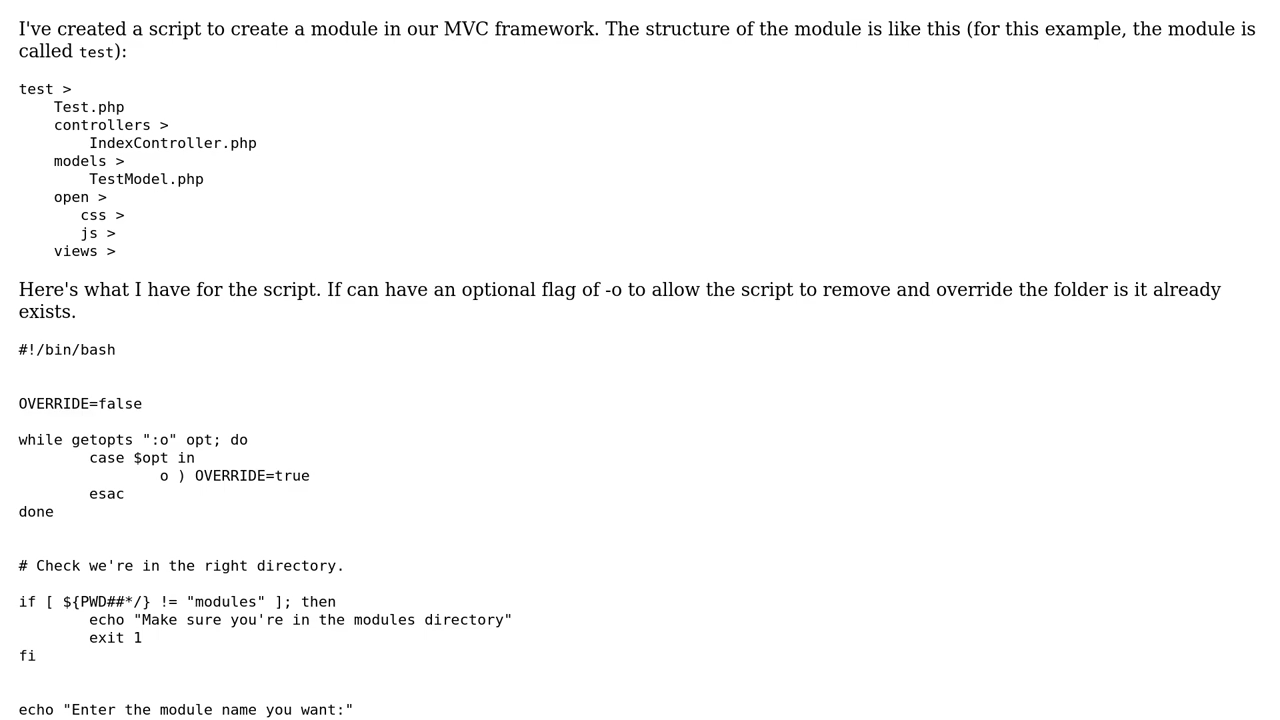 I've created a script to create a module in our MVC framework. The structure of the module is like this (for this example, the module is
called test):
test >
    Test.php
    controllers >
        IndexController.php
    models >
        TestModel.php
    open >
       css >
       js >
    views >
Here's what I have for the script. If can have an optional flag of -o to allow the script to remove and override the folder is it already
exists.
#!/bin/bash
OVERRIDE=false
while getopts ":o" opt; do
        case $opt in
                o ) OVERRIDE=true
        esac
done
# Check we're in the right directory.
if [ ${PWD##*/} != "modules" ]; then
        echo "Make sure you're in the modules directory"
        exit 1
fi
echo "Enter the module name you want:"